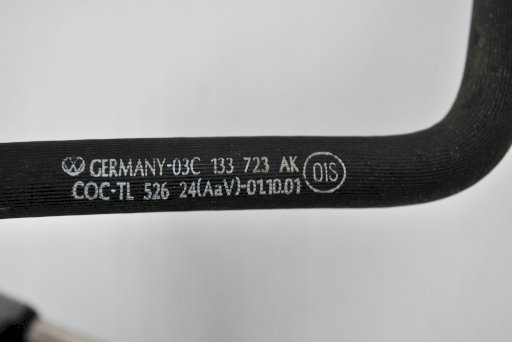 GERMANY-03C 133 723 AK
COC-TL 526 24(AaV)-01.10.01
OIS